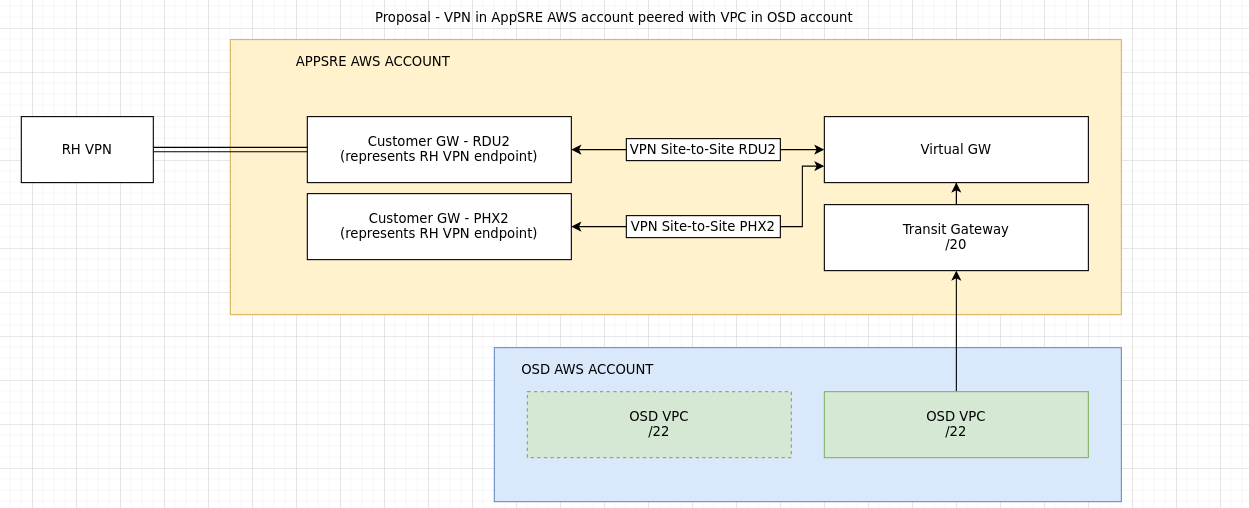 Proposal - VPN in AppSRE AWS account peered with VPC in OSD account
APPSRE AWS ACCOUNT
RH VPN
Customer GW - RDU2
(represents RH VPN endpoint)
VPN Site-to-Site RDU2
Virtual GW
Customer GW - PHX2
(represents RH VPN endpoint)
VPN Site-to-Site PHX2
Transit Gateway
/20
OSD AWS ACCOUNT
OSD VPC
/22
OSD VPC
/22